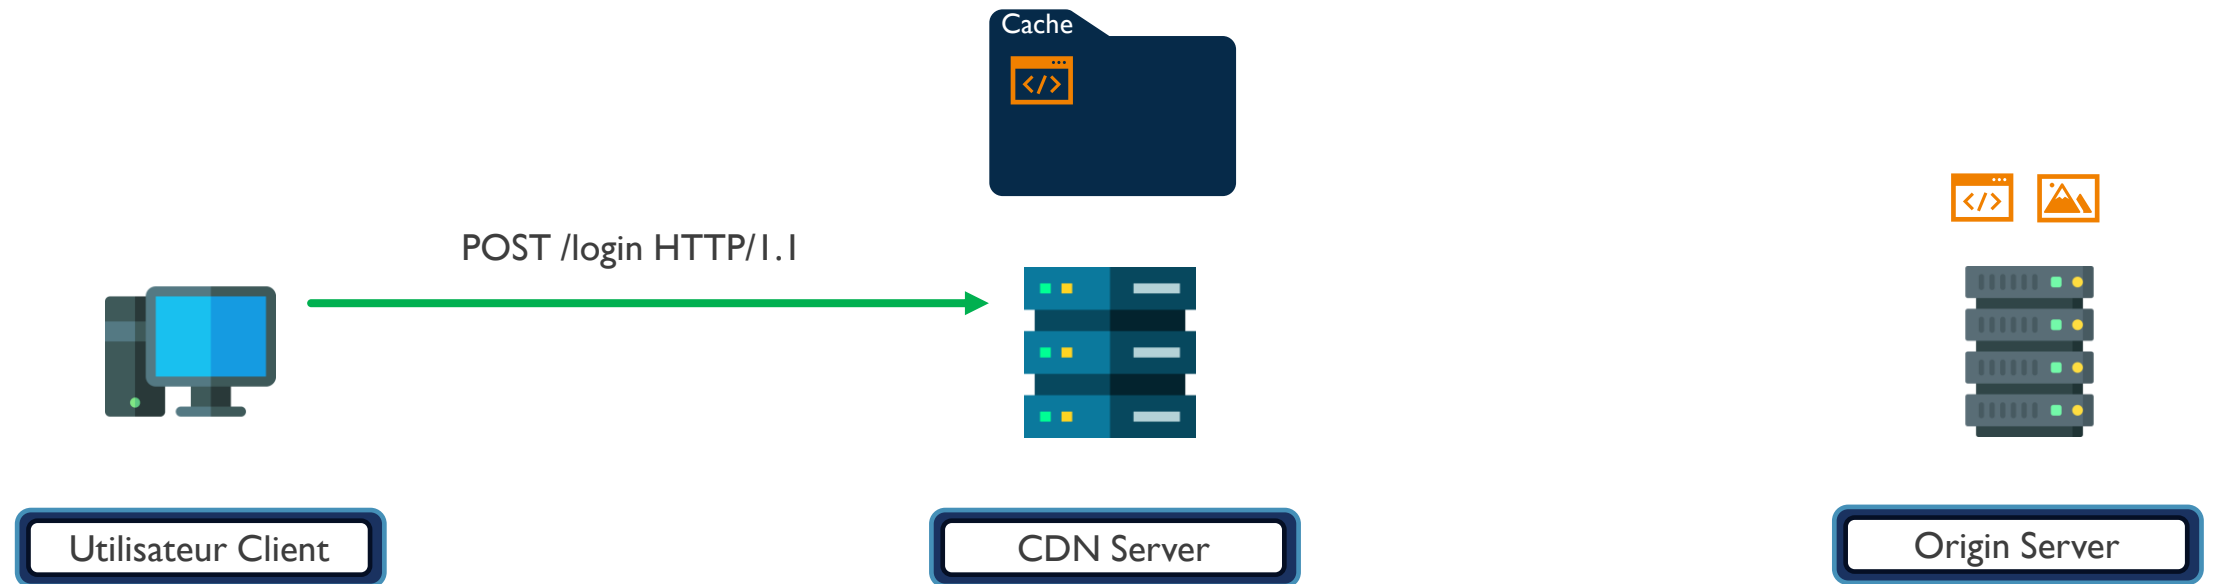 Cache
POST /login HTTP/1.1
Utilisateur Client
CDN Server
Origin Server